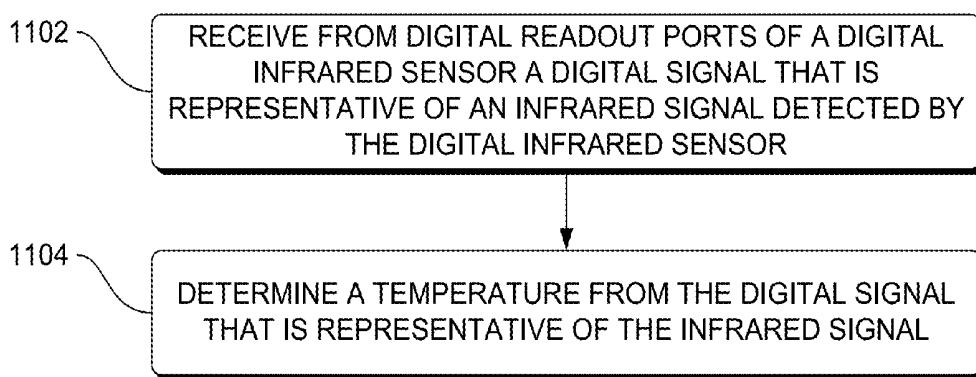 1102
RECEIVE FROM DIGITAL READOUT PORTS OF A DIGITAL
INFRARED SENSOR A DIGITAL SIGNAL THAT IS
REPRESENTATIVE OF AN INFRARED SIGNAL DETECTED BY
THE DIGITAL INFRARED SENSOR
1104
DETERMINE A TEMPERATURE FROM THE DIGITAL SIGNAL
THAT IS REPRESENTATIVE OF THE INFRARED SIGNAL